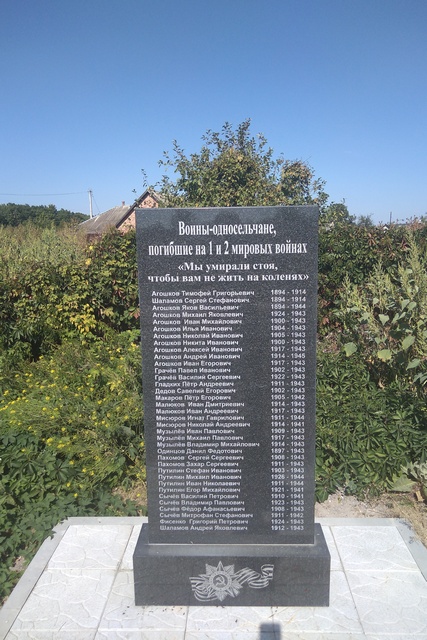 Воины-односельчане,
погибшие на 1 и 2 мировых войнах
«Мы умирали стоя,
чтобы вам не жить на коленях»
Агошков Тимофей Григорьевич 1894 - 1914
Шаламов Сергей Стефанович 1894 - 1914
Агошков Яков Васильевич 1894 - 1944
Агошков Михаил Яковлевич 1924 - 1943
Агошков Иван Михайлович 1900 - 1943
Агошков Илья Иванович 1904 - 1943
Агошков Николай Иванович 1905 - 1943
Агошков Никита Иванович 1900 - 1943
Агошков Алексей Иванович 1917 - 1943
Агошков Андрей Иванович 1914 - 1945
Агошков Иван Егорович 1917 - 1943
Грачёв Павел Иванович 1902 - 1943
Грачёв Василий Сергеевич 1922 - 1943
Гладких Пётр Андреевич 1911 - 1943
Дедов Савелий Егорович 1902 - 1943
Макаров Пётр Егорович 1905 - 1942
Малюков Иван Дмитриевич 1914 - 1943
Малюков Иван Андреевич 1917 - 1943
Мисюров Игнат Гаврилович 1911 - 1944
Мисюров Николай Андреевич 1914 - 1941
Музылёв Иван Павлович 1909 - 1943
Музылёв Михаил Павлович 1917 - 1943
Музылёв Владимир Михайлович 1914 - 1943
Одинцов Данил Федотович 1897 - 1943
Пахомов Сергей Сергеевич 1908 - 1943
Пахомов Захар Сергеевич 1911 - 1943
Путилин Стефан Иванович 1903 - 1943
Путилин Михаил Иванович 1926 - 1944
Путилин Иван Николаевич 1911 - 1944
Путилин Егор Михайлович 1921 - 1941
Сычёв Василий Петрович 1910 - 1941
Сычёв Владимир Павлович 1923 - 1943
Сычёв Фёдор Афанасьевич 1908 - 1943
Сычёв Митрофан Стефанович 1911 - 1942
Фисенко Григорий Петрович 1924 - 1943
Шаламов Андрей Яковлевич 1912 - 1943